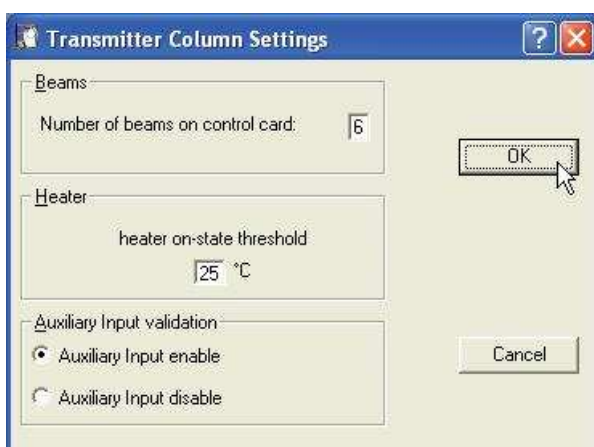 Transmitter Column Settings
Beams
Number of beams on control card: 6
OK
Heater
heater on-state threshold
25 °C
Auxiliary Input validation
Auxiliary Input enable
Cancel
Auxiliary Input disable